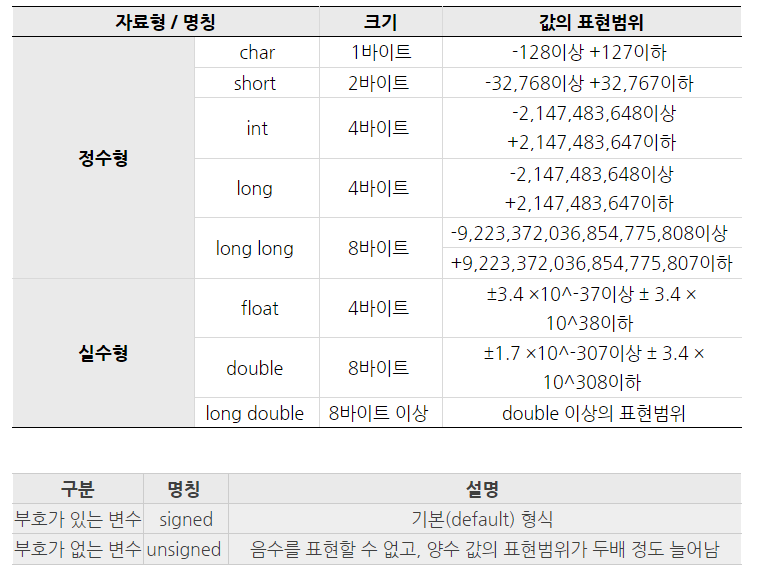 자료형 / 명칭 크기 값의 표현범위
정수형
char 1바이트 -128이상 +127이하
short 2바이트 -32,768이상 +32,767이하
int 4바이트 -2,147,483,648이상
+2,147,483,647이하
long 4바이트 -2,147,483,648이상
+2,147,483,647이하
long long 8바이트 -9,223,372,036,854,775,808이상
+9,223,372,036,854,775,807이하
실수형
float 4바이트 ±3.4 ×10^-37이상 ± 3.4 ×
10^38이하
double 8바이트 ±1.7 ×10^-307이상 ± 3.4 ×
10^308이하
long double 8바이트 이상 double 이상의 표현범위
구분 명칭 설명
부호가 있는 변수 signed 기본(default) 형식
부호가 없는 변수 unsigned 음수를 표현할 수 없고, 양수 값의 표현범위가 두배 정도 늘어남